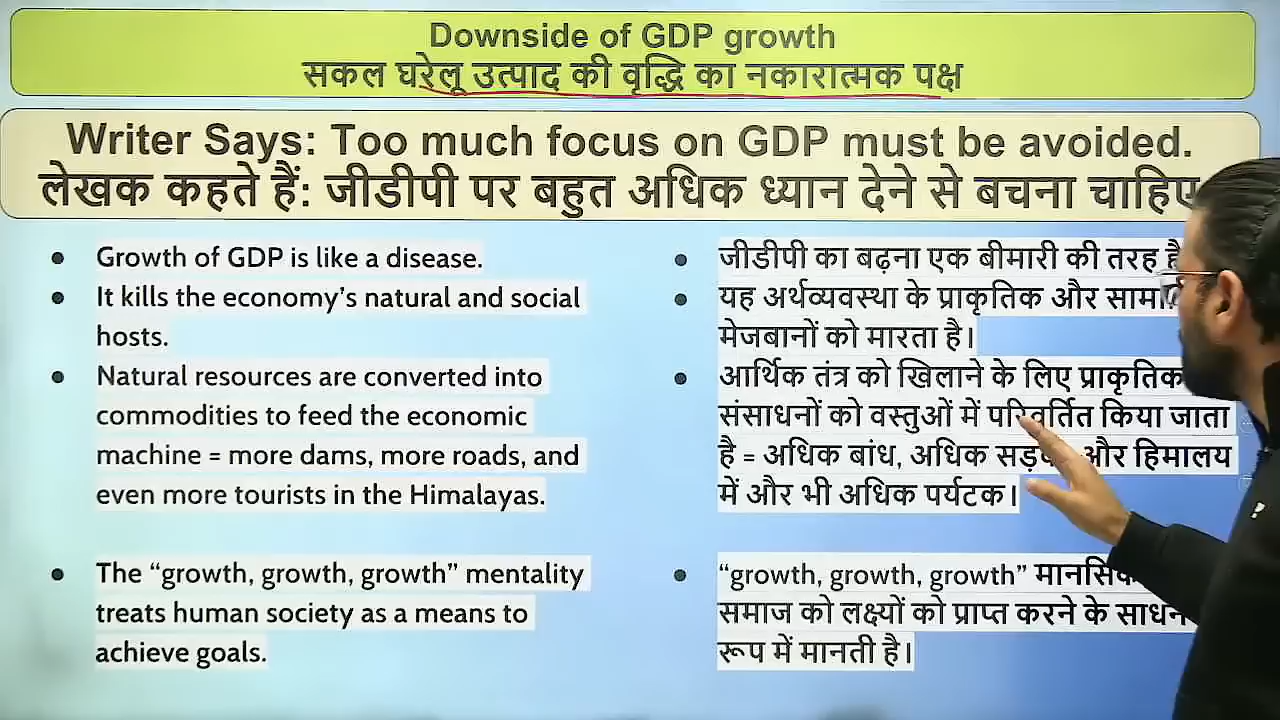 Downside of GDP growth
सकल घरेलू उत्पाद की वृद्धि का नकारात्मक पक्ष
Writer Says: Too much focus on GDP must be avoided.
लेखक कहते हैं: जीडीपी पर बहुत अधिक ध्यान देने से बचना चाहिए
• Growth of GDP is like a disease.
• It kills the economy’s natural and social
hosts.
• Natural resources are converted into
commodities to feed the economic
machine = more dams, more roads, and
even more tourists in the Himalayas.
• The “growth, growth, growth” mentality
treats human society as a means to
achieve goals.
• जीडीपी का बढ़ना एक बीमारी की तरह
• यह अर्थव्यवस्था के प्राकृतिक और
मेजबानों को मारता है।
• आर्थिक तंत्र को खिलाने के लिए प्राकृतिक
संसाधनों को वस्तुओं में परिवर्तित किया जाता
है = अधिक बांध, अधिक और हिमालय
में और भी अधिक पर्यटक।
• “growth, growth, growth”
समाज को लक्ष्यों को प्राप्त करने के साधन
रूप में मानती है।